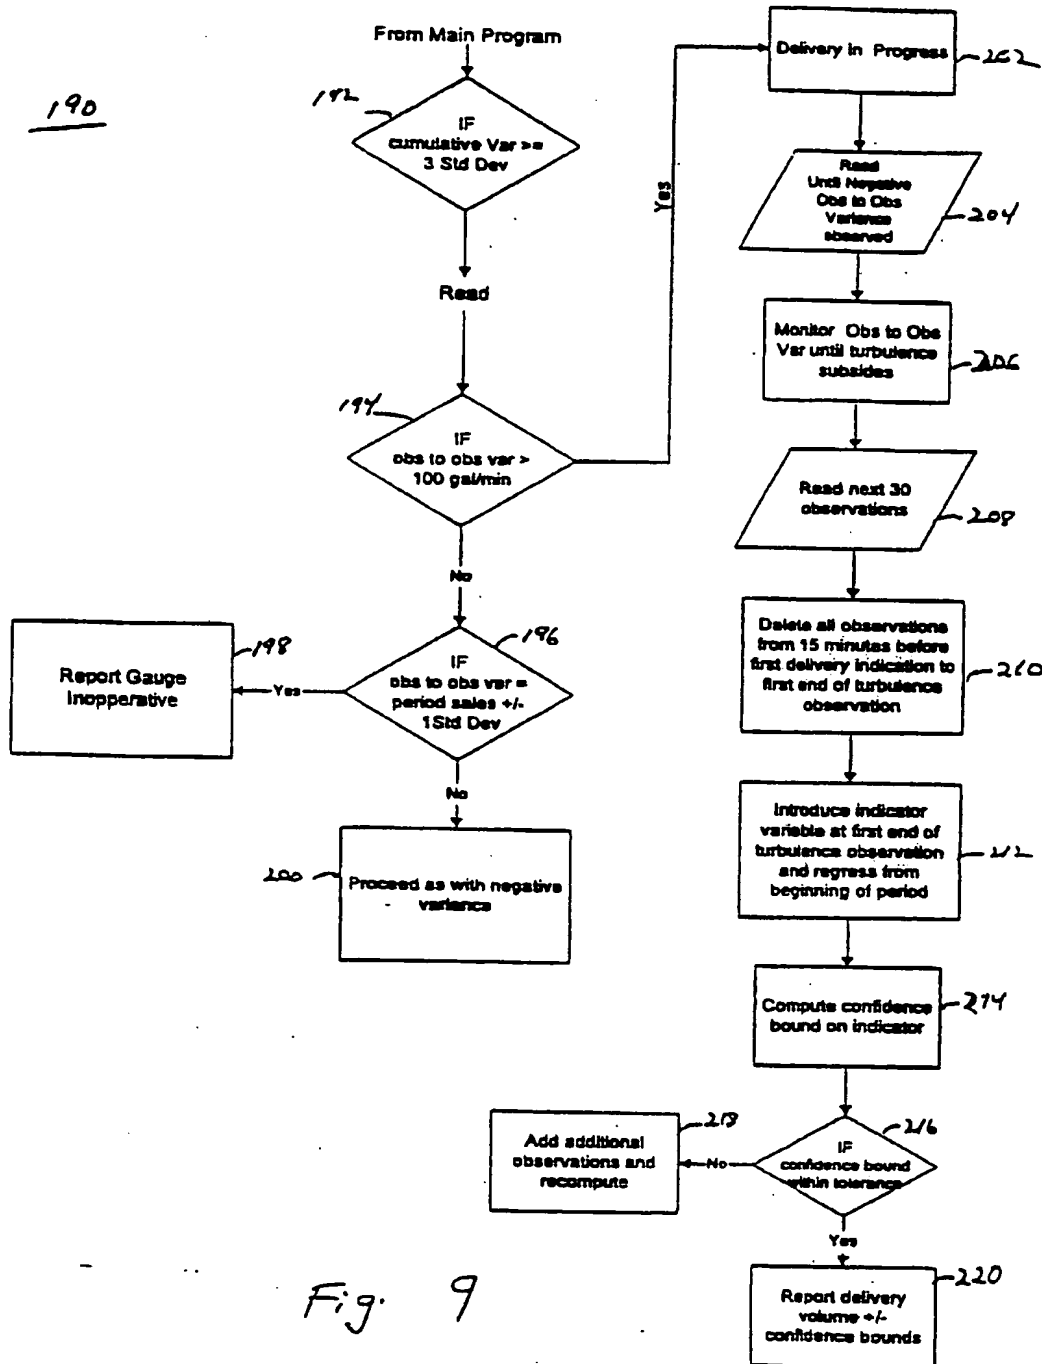 190
From Main Program
192
IF
cumulative Var >=
3 Std Dev
Read
194
IF
obs to obs var >
100 gal/min
Yes
No
196
IF
obs to obs var =
period sales +/-
1Std Dev
Yes
198
Report Gauge
Inopperative
No
200
Proceed as with negative
variance
Delivery in Progress
202
Read
Until Negative
Obs to Obs
Variance
observed
204
Monitor Obs to Obs
Var until turbulence
subsides
206
Read next 30
observations
208
Delete all observations
from 15 minutes before
first delivery indication to
first end of turbulence
observation
210
Introduce indicator
variable at first end of
turbulence observation
and regress from
beginning of period
212
Compute confidence
bound on indicator
214
IF
confidence bound
within tolerance
216
No
218
Add additional
observations and
recompute
Yes
Report delivery
volume +/-
confidence bounds
220
Fig. 9